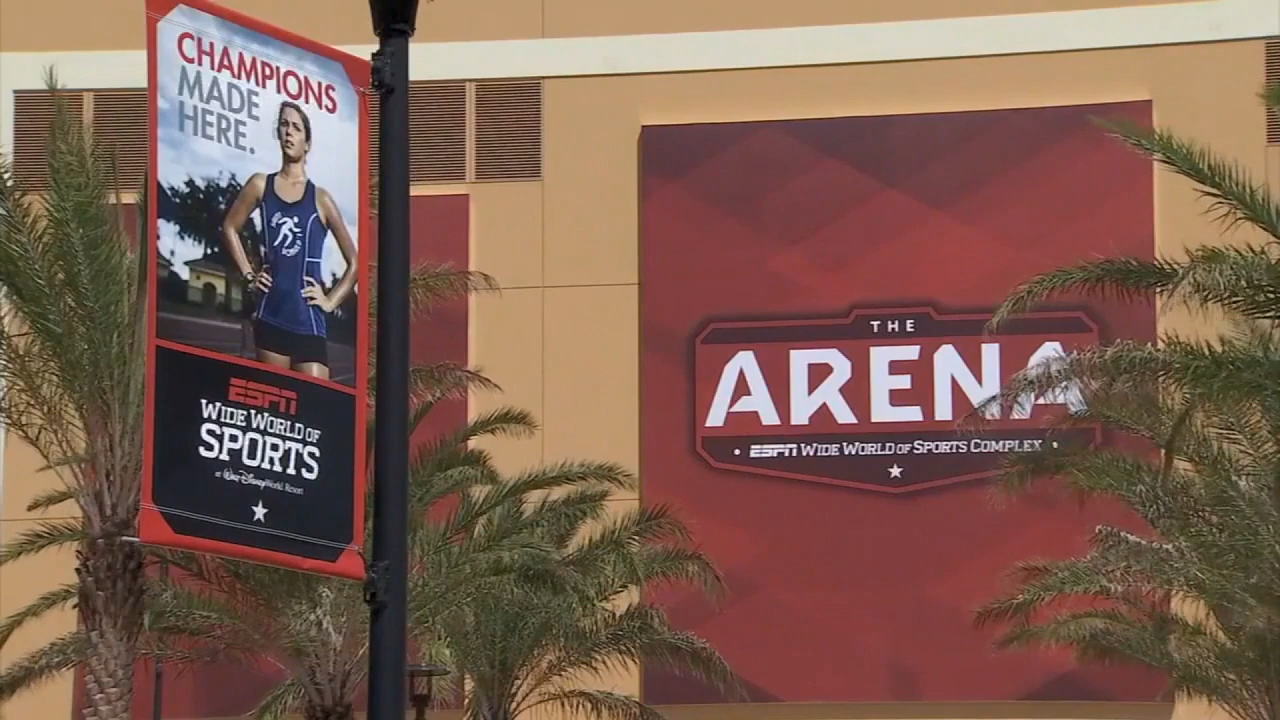 CHAMPIONS
MADE
HERE.
ESPN
WIDE WORLD OF
SPORTS
at Walt Disney World Resort
THE
ARENA
• ESPN WIDE WORLD OF SPORTS COMPLEX •